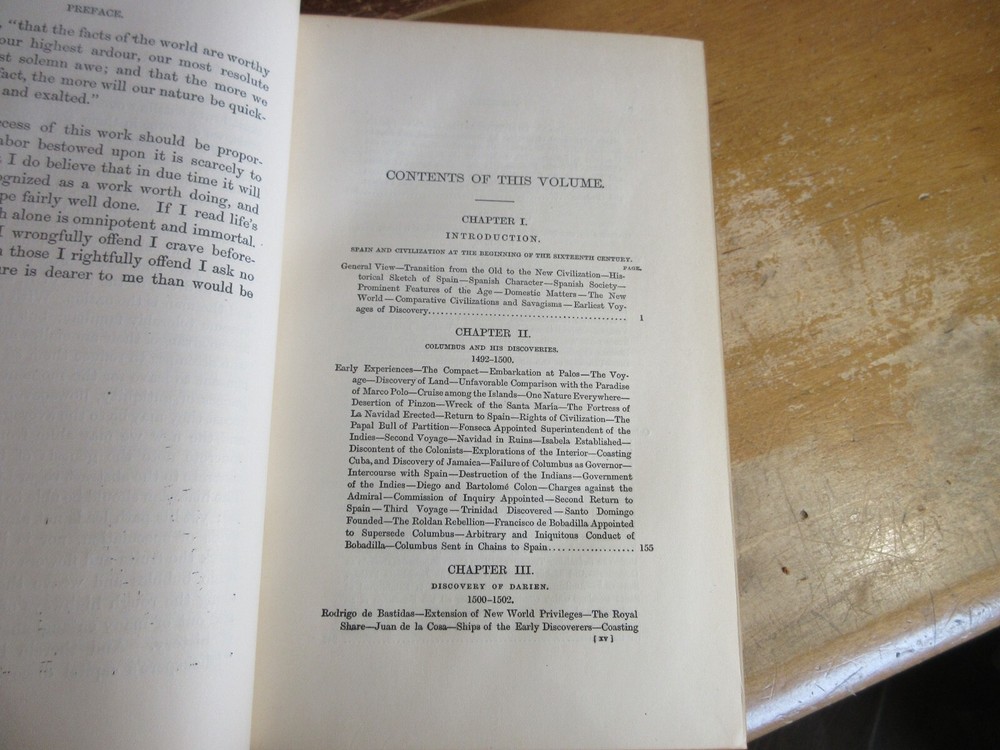 PREFACE.
"that the facts of the world are worthy
our highest ardour, our most resolute
solemn awe; and that the more we
fact, the more will our nature be quick-
and exalted."
of this work should be propor-
bestowed upon it is scarcely to
I do believe that in due time it will
as a work worth doing, and
fairly well done. If I read life's
alone is omnipotent and immortal.
I wrongfully offend I crave before-
those I rightfully offend I ask no
is dearer to me than would be
CONTENTS OF THIS VOLUME.
CHAPTER I.
INTRODUCTION.
SPAIN AND CIVILIZATION AT THE BEGINNING OF THE SIXTEENTH CENTURY.
PAGE.
General View—Transition from the Old to the New Civilization—His-
torical Sketch of Spain—Spanish Character—Spanish Society—
Prominent Features of the Age—Domestic Matters—The New
World—Comparative Civilizations and Savagisms—Earliest Voy-
ages of Discovery............................................ 1
CHAPTER II.
COLUMBUS AND HIS DISCOVERIES.
1492-1500.
Early Experiences—The Compact—Embarkation at Palos—The Voy-
age—Discovery of Land—Unfavorable Comparison with the Paradise
of Marco Polo—Cruise among the Islands—One Nature Everywhere—
Desertion of Pinzon—Wreck of the Santa Maria—The Fortress of
La Navidad Erected—Return to Spain—Rights of Civilization—The
Papal Bull of Partition—Fonseca Appointed Superintendent of the
Indies—Second Voyage—Navidad in Ruins—Isabela Established—
Discontent of the Colonists—Explorations of the Interior—Coasting
Cuba, and Discovery of Jamaica—Failure of Columbus as Governor—
Intercourse with Spain—Destruction of the Indians—Government
of the Indies—Diego and Bartolomé Colon—Charges against the
Admiral—Commission of Inquiry Appointed—Second Return to
Spain—Third Voyage—Trinidad Discovered—Santo Domingo
Founded—The Roldan Rebellion—Francisco de Bobadilla Appointed
to Supersede Columbus—Arbitrary and Iniquitous Conduct of
Bobadilla—Columbus Sent in Chains to Spain.................. 155
CHAPTER III.
DISCOVERY OF DARIEN.
1500-1502.
Rodrigo de Bastidas—Extension of New World Privileges—The Royal
Share—Juan de la Cosa—Ships of the Early Discoverers—Coasting
[ xv ]